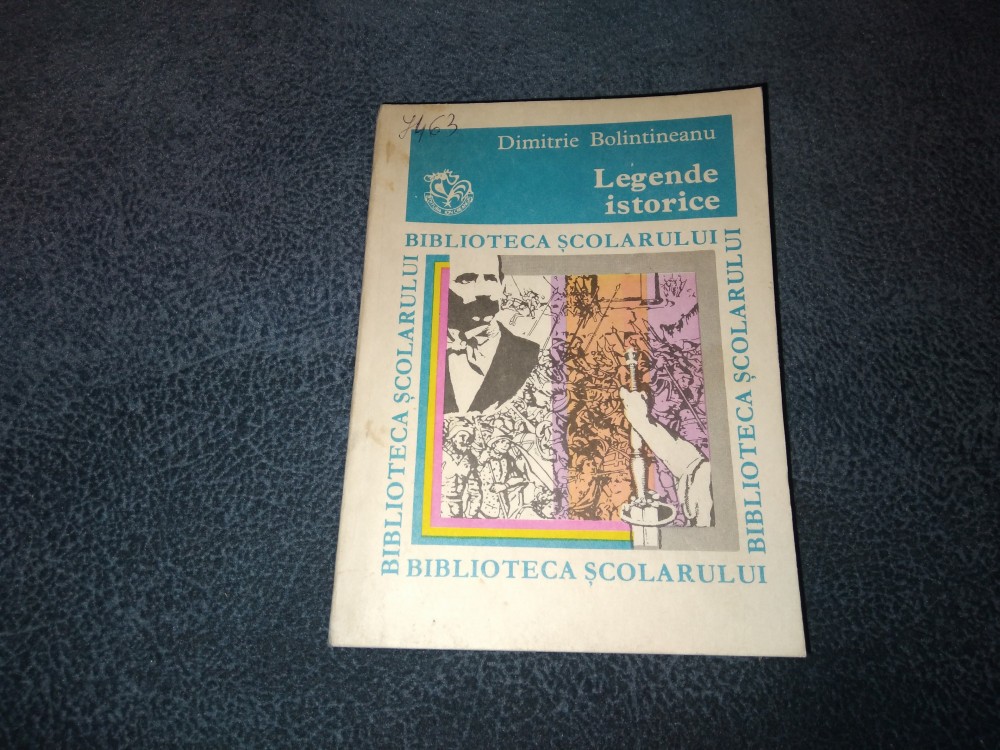 7463
Dimitrie Bolintineanu
Legende
istorice
BIBLIOTECA ȘCOLARULUI
BIBLIOTECA ȘCOLARULUI
BIBLIOTECA ȘCOLARULUI
BIBLIOTECA ȘCOLARULUI